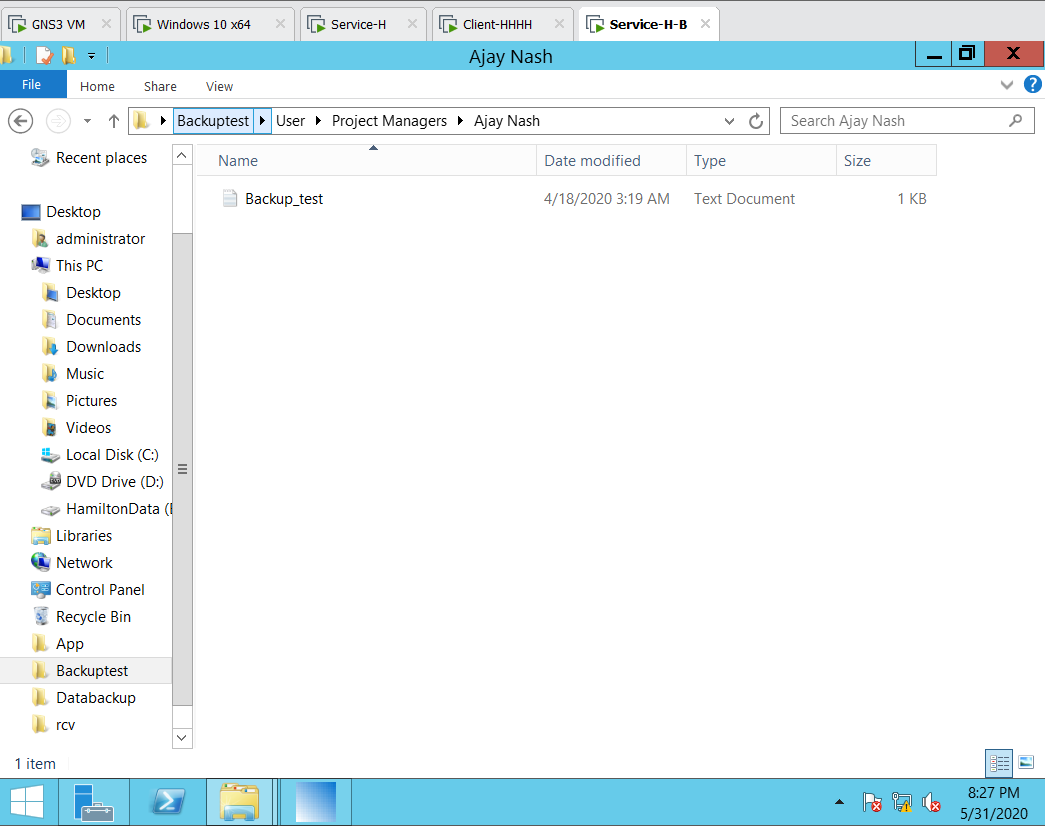 GNS3 VM Windows 10 x64 Service-H Client-HHHH Service-H-B
Ajay Nash
File Home Share View
Backuptest User Project Managers Ajay Nash Search Ajay Nash
Name Date modified Type Size
Backup_test 4/18/2020 3:19 AM Text Document 1 KB
Recent places
Desktop
administrator
This PC
Desktop
Documents
Downloads
Music
Pictures
Videos
Local Disk (C:)
DVD Drive (D:)
HamiltonData (
Libraries
Network
Control Panel
Recycle Bin
App
Backuptest
Databackup
rcv
1 item
8:27 PM
5/31/2020